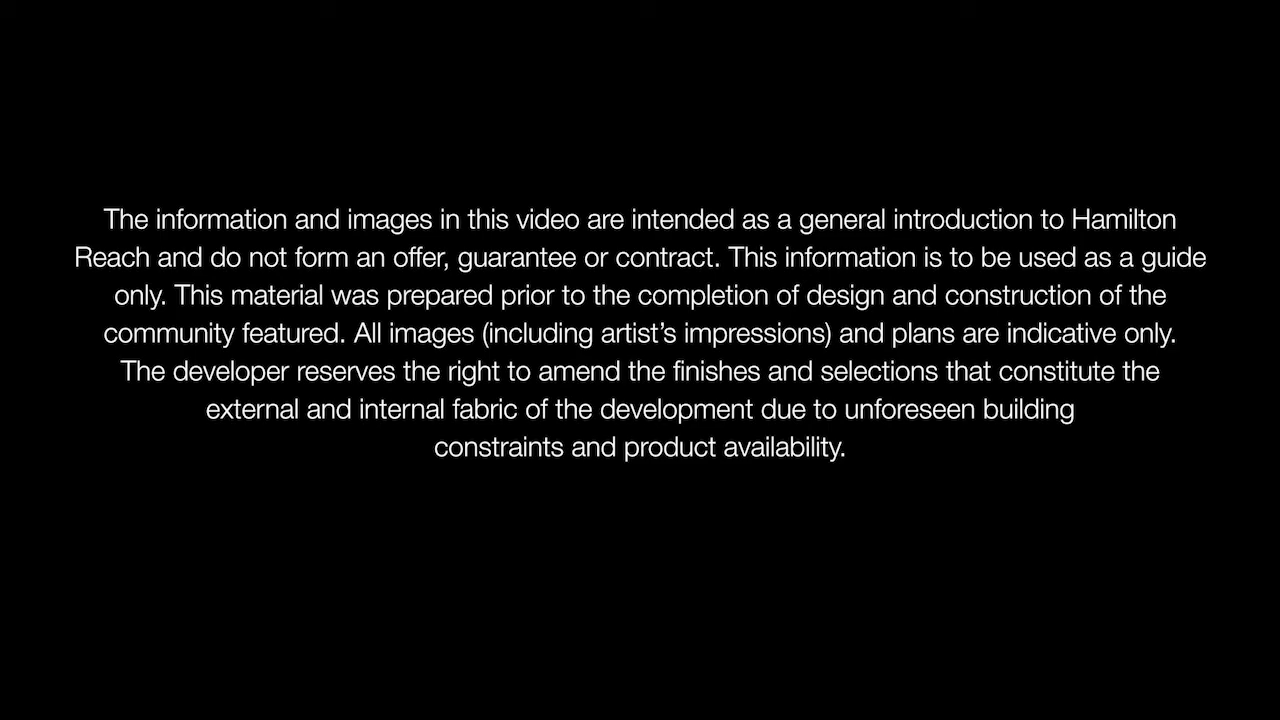 The information and images in this video are intended as a general introduction to Hamilton
Reach and do not form an offer, guarantee or contract. This information is to be used as a guide
only. This material was prepared prior to the completion of design and construction of the
community featured. All images (including artist’s impressions) and plans are indicative only.
The developer reserves the right to amend the finishes and selections that constitute the
external and internal fabric of the development due to unforeseen building
constraints and product availability.